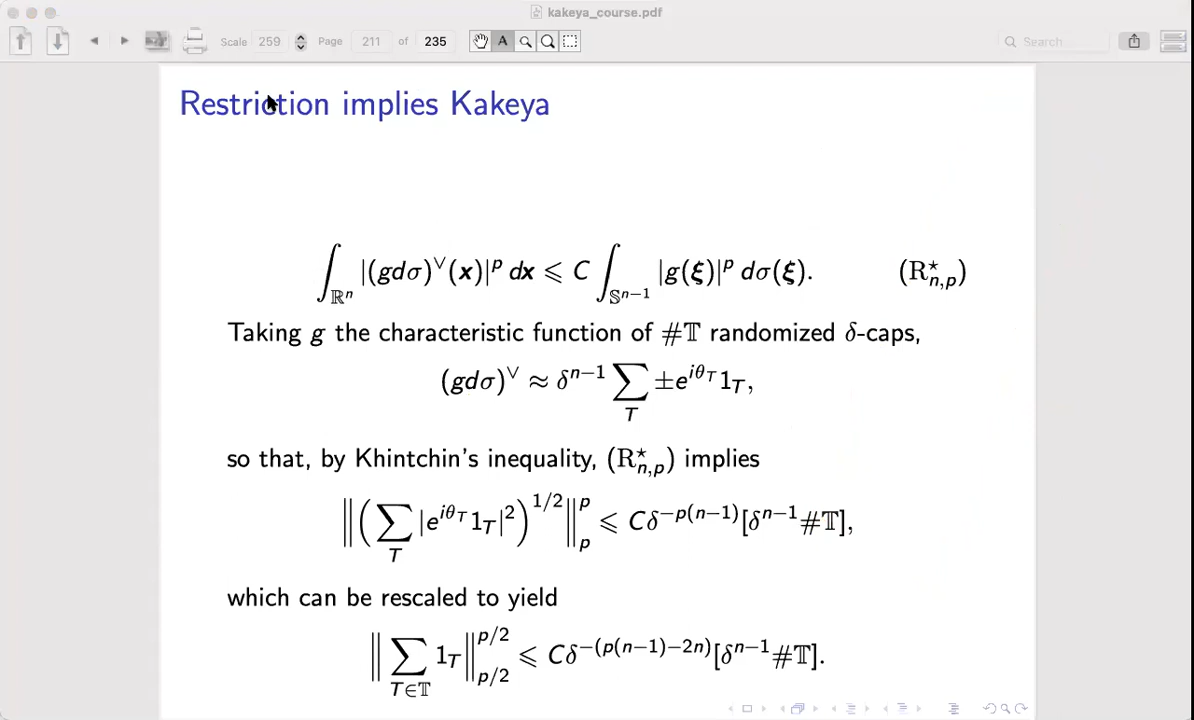 kakeya_course.pdf
Scale 259 Page 211 of 235 A Search
Restriction implies Kakeya
∫_{ℝⁿ} |(gdσ)^∨(𝒙)|^p d𝒙 ⩽ C ∫_{𝕊^{n−1}} |g(𝝃)|^p dσ(𝝃). (R^⋆_{n,p})
Taking g the characteristic function of #𝕋 randomized δ-caps,
(gdσ)^∨ ≈ δ^{n−1} ∑_T ±e^{iθ_T} 1_T,
so that, by Khintchin's inequality, (R^⋆_{n,p}) implies
‖(∑_T |e^{iθ_T} 1_T|²)^{1/2}‖_p^p ⩽ Cδ^{−p(n−1)}[δ^{n−1}#𝕋],
which can be rescaled to yield
‖∑_{T∈𝕋} 1_T‖_{p/2}^{p/2} ⩽ Cδ^{−(p(n−1)−2n)}[δ^{n−1}#𝕋].